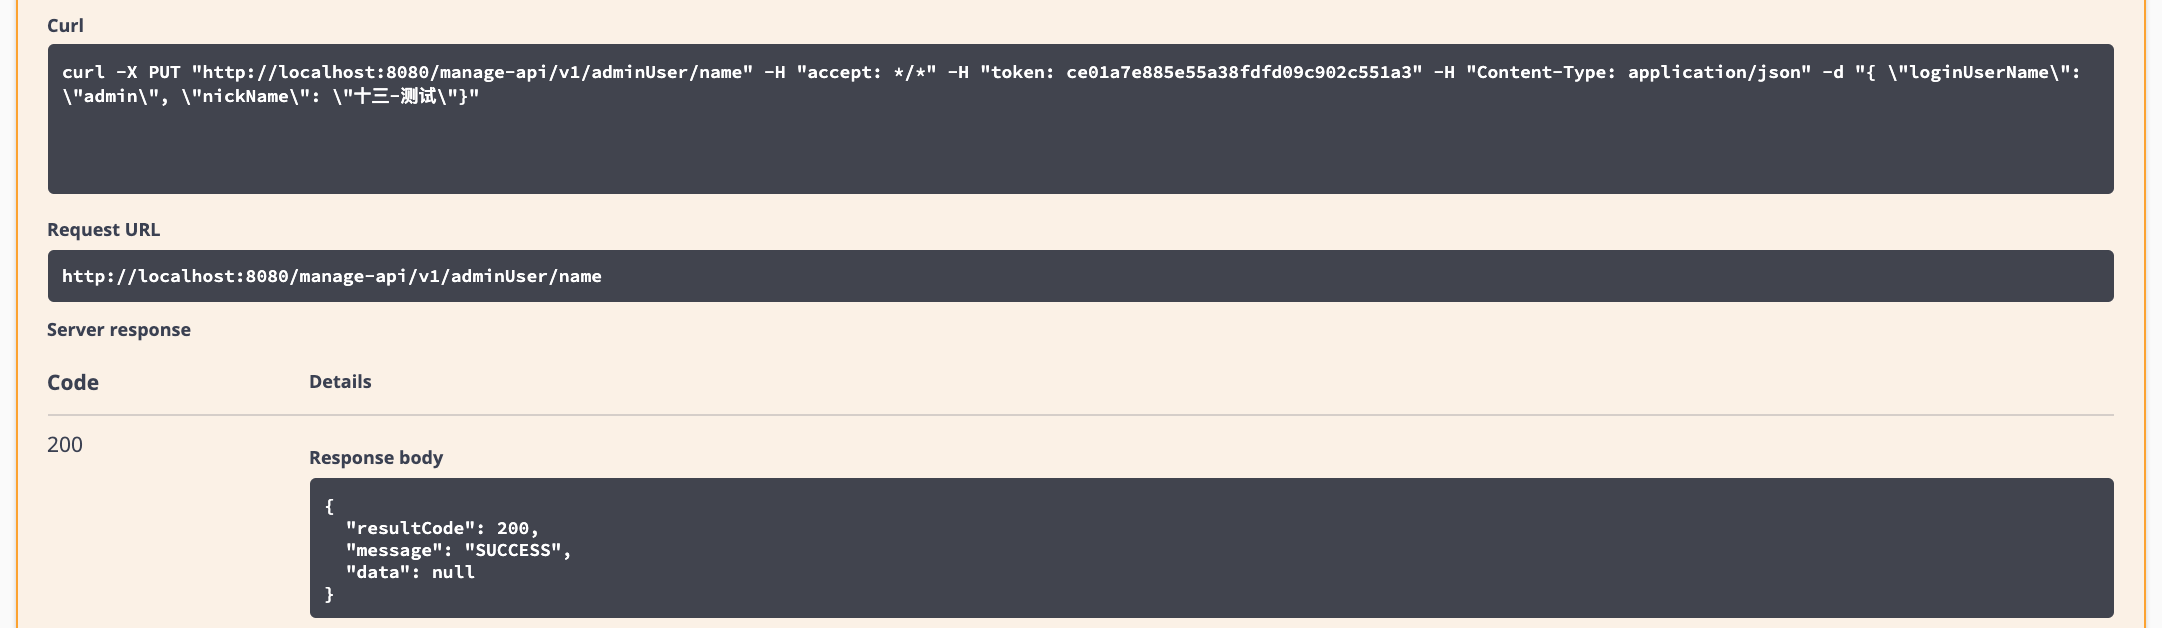 Curl
curl -X PUT "http://localhost:8080/manage-api/v1/adminUser/name" -H "accept: */*" -H "token: ce01a7e885e55a38fdfd09c902c551a3" -H "Content-Type: application/json" -d "{ \"loginUserName\":
\"admin\", \"nickName\": \"十三-测试\"}"
Request URL
http://localhost:8080/manage-api/v1/adminUser/name
Server response
Code Details
200
Response body
{
  "resultCode": 200,
  "message": "SUCCESS",
  "data": null
}